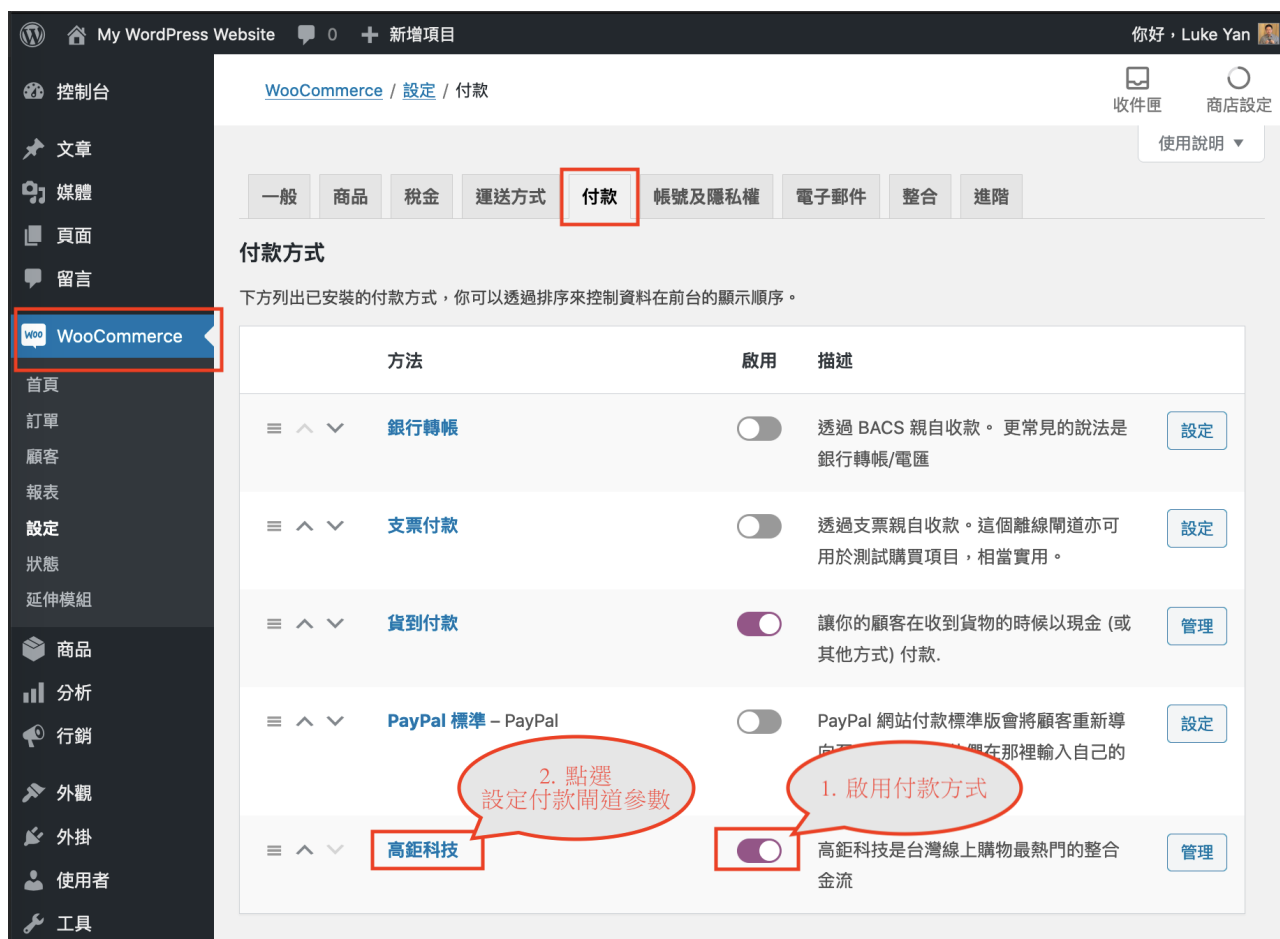 My WordPress Website 0 新增項目 你好，Luke Yan
控制台
文章
媒體
頁面
留言
WooCommerce
首頁
訂單
顧客
報表
設定
狀態
延伸模組
商品
分析
行銷
外觀
外掛
使用者
工具
WooCommerce / 設定 / 付款
收件匣 商店設定
使用說明
一般 商品 稅金 運送方式 付款 帳號及隱私權 電子郵件 整合 進階
付款方式
下方列出已安裝的付款方式，你可以透過排序來控制資料在前台的顯示順序。
方法 啟用 描述
銀行轉帳 透過 BACS 親自收款。 更常見的說法是 設定
銀行轉帳/電匯
支票付款 透過支票親自收款。這個離線閘道亦可 設定
用於測試購買項目，相當實用。
貨到付款 讓你的顧客在收到貨物的時候以現金 (或 管理
其他方式) 付款.
PayPal 標準 – PayPal PayPal 網站付款標準版會將顧客重新導 設定
們在那裡輸入自己的
2. 點選
設定付款閘道參數
1. 啟用付款方式
高鉅科技 高鉅科技是台灣線上購物最熱門的整合 管理
金流